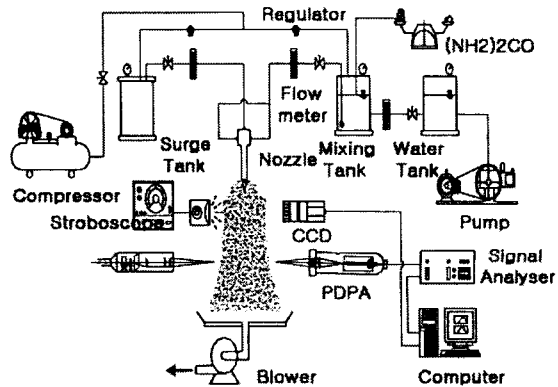 Regulator
(NH2)2CO
Flow
meter
Surge
Tank
Nozzle
Mixing
Tank
Water
Tank
Compressor
Stroboscope
CCD
Pump
PDPA
Signal
Analyser
Blower
Computer